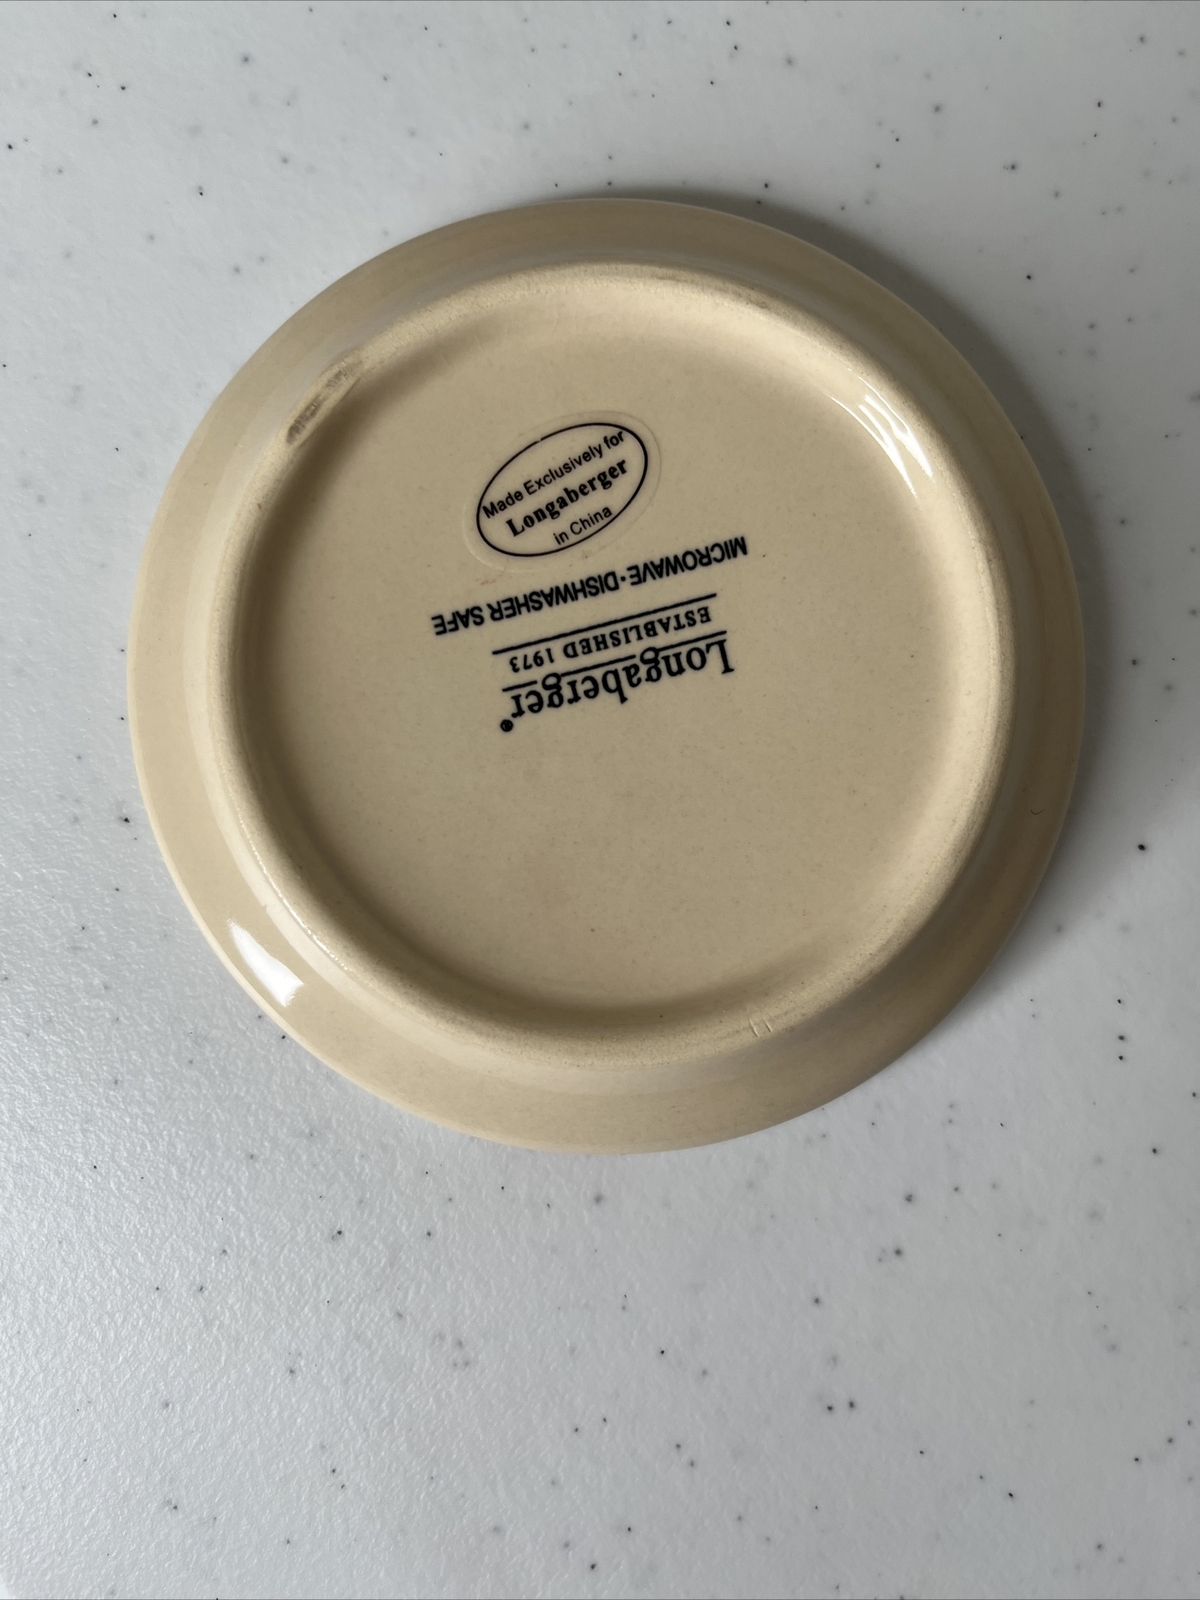 Made Exclusively for
Longaberger
in China
Longaberger®
ESTABLISHED 1973
MICROWAVE·DISHWASHER SAFE